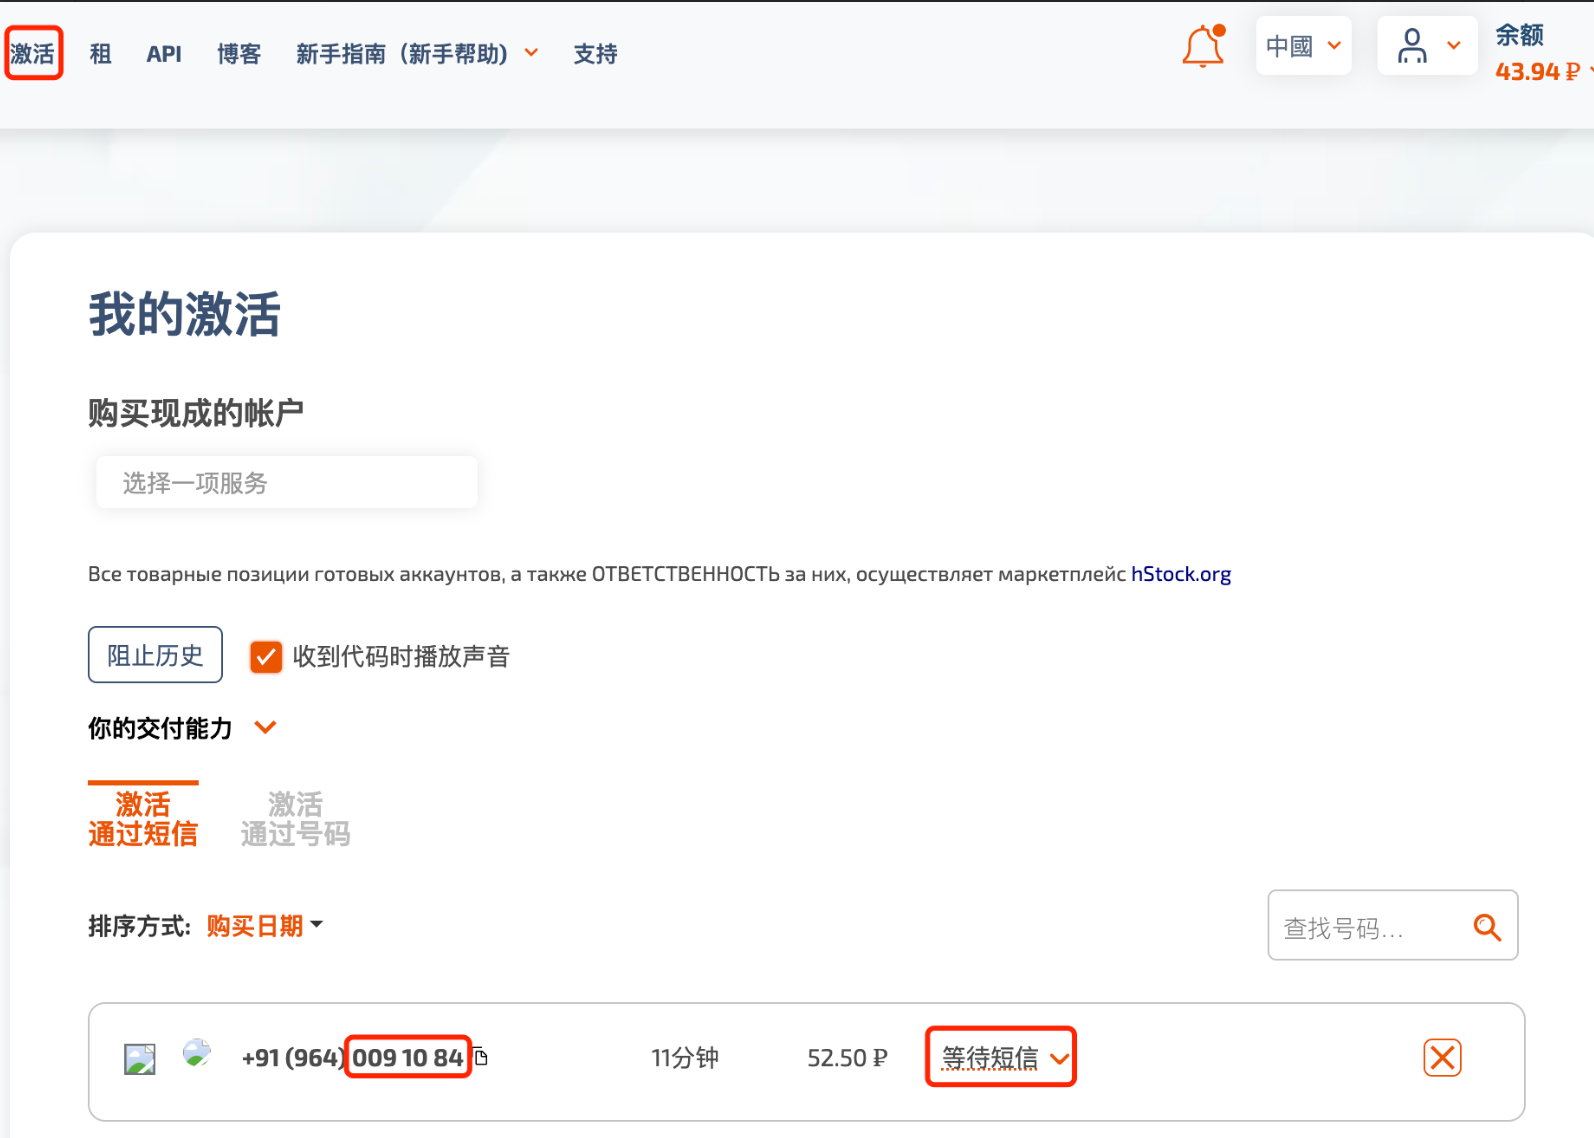 激活 租 API 博客 新手指南（新手帮助) 支持 中國 余额
43.94 ₽
我的激活
购买现成的帐户
选择一项服务
Все товарные позиции готовых аккаунтов, а также ОТВЕТСТВЕННОСТЬ за них, осуществляет маркетплейс hStock.org
阻止历史 收到代码时播放声音
你的交付能力
激活
通过短信
激活
通过号码
排序方式: 购买日期
查找号码...
+91 (964) 009 10 84 11分钟 52.50 ₽ 等待短信